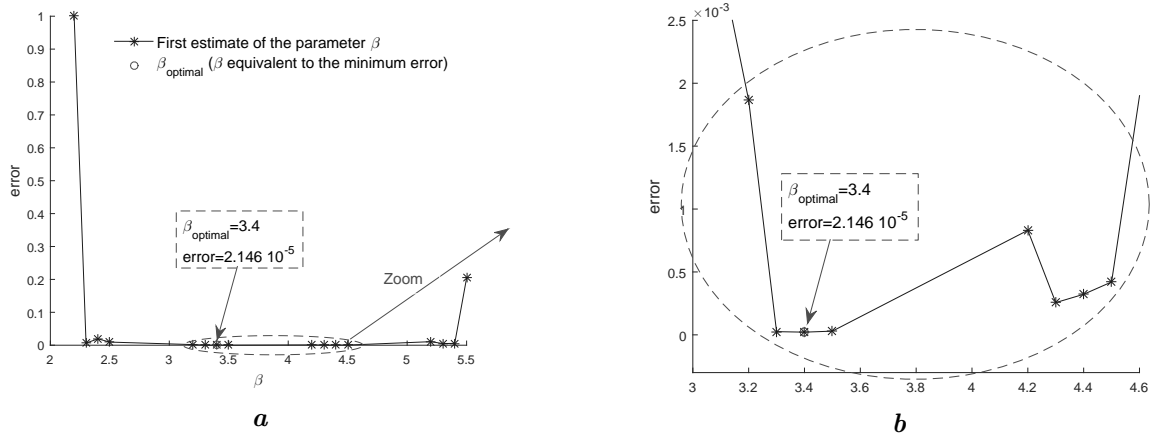 1
0.9
0.8
0.7
0.6
0.5
0.4
0.3
0.2
0.1
0
error
2 2.5 3 3.5 4 4.5 5 5.5
β
First estimate of the parameter β
β_optimal (β equivalent to the minimum error)
β_optimal=3.4
error=2.146 10^-5
Zoom
a
×10^-3
2.5
2
1.5
1
0.5
0
error
3 3.2 3.4 3.6 3.8 4 4.2 4.4 4.6
β_optimal=3.4
error=2.146 10^-5
b